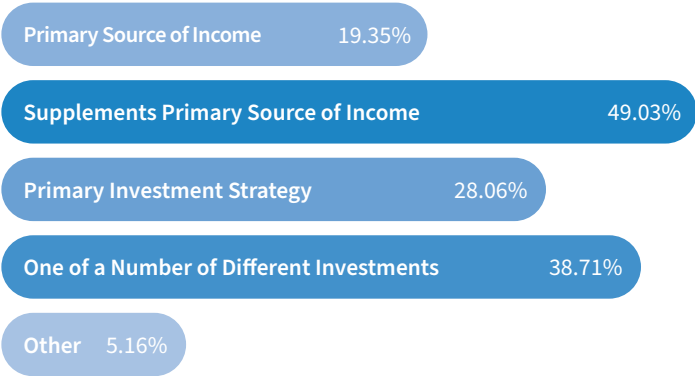 Primary Source of Income 19.35%
Supplements Primary Source of Income 49.03%
Primary Investment Strategy 28.06%
One of a Number of Different Investments 38.71%
Other 5.16%